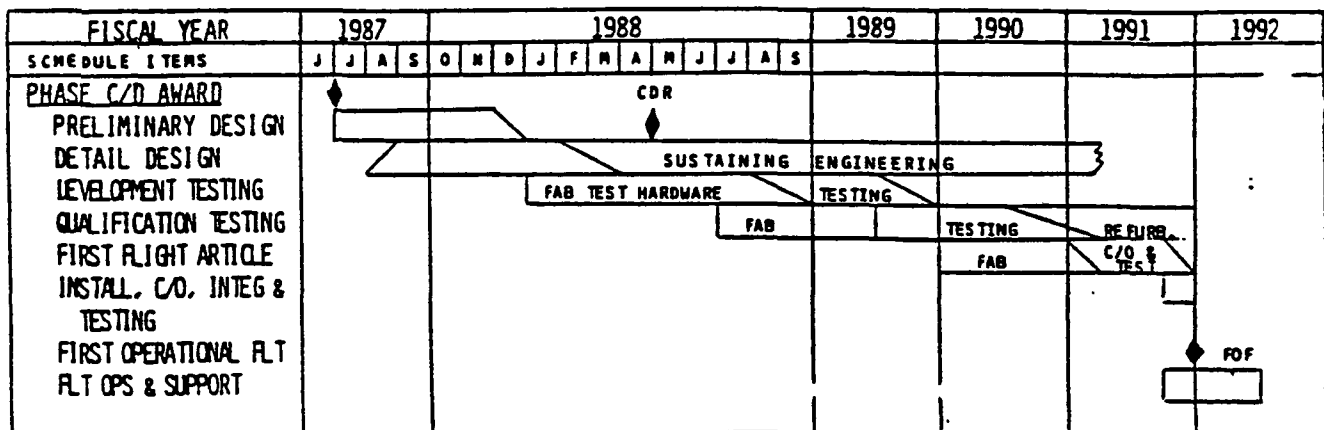 FISCAL YEAR 1987 1988 1989 1990 1991 1992
SCHEDULE ITEMS J J A S O N D J F M A M J J A S
PHASE C/D AWARD CDR
PRELIMINARY DESIGN
DETAIL DESIGN SUSTAINING ENGINEERING
DEVELOPMENT TESTING FAB TEST HARDWARE TESTING
QUALIFICATION TESTING FAB TESTING REFURB
FIRST FLIGHT ARTICLE FAB C/O & TEST
INSTALL, C/O, INTEG &
TESTING
FIRST OPERATIONAL FLT FOF
FLT OPS & SUPPORT